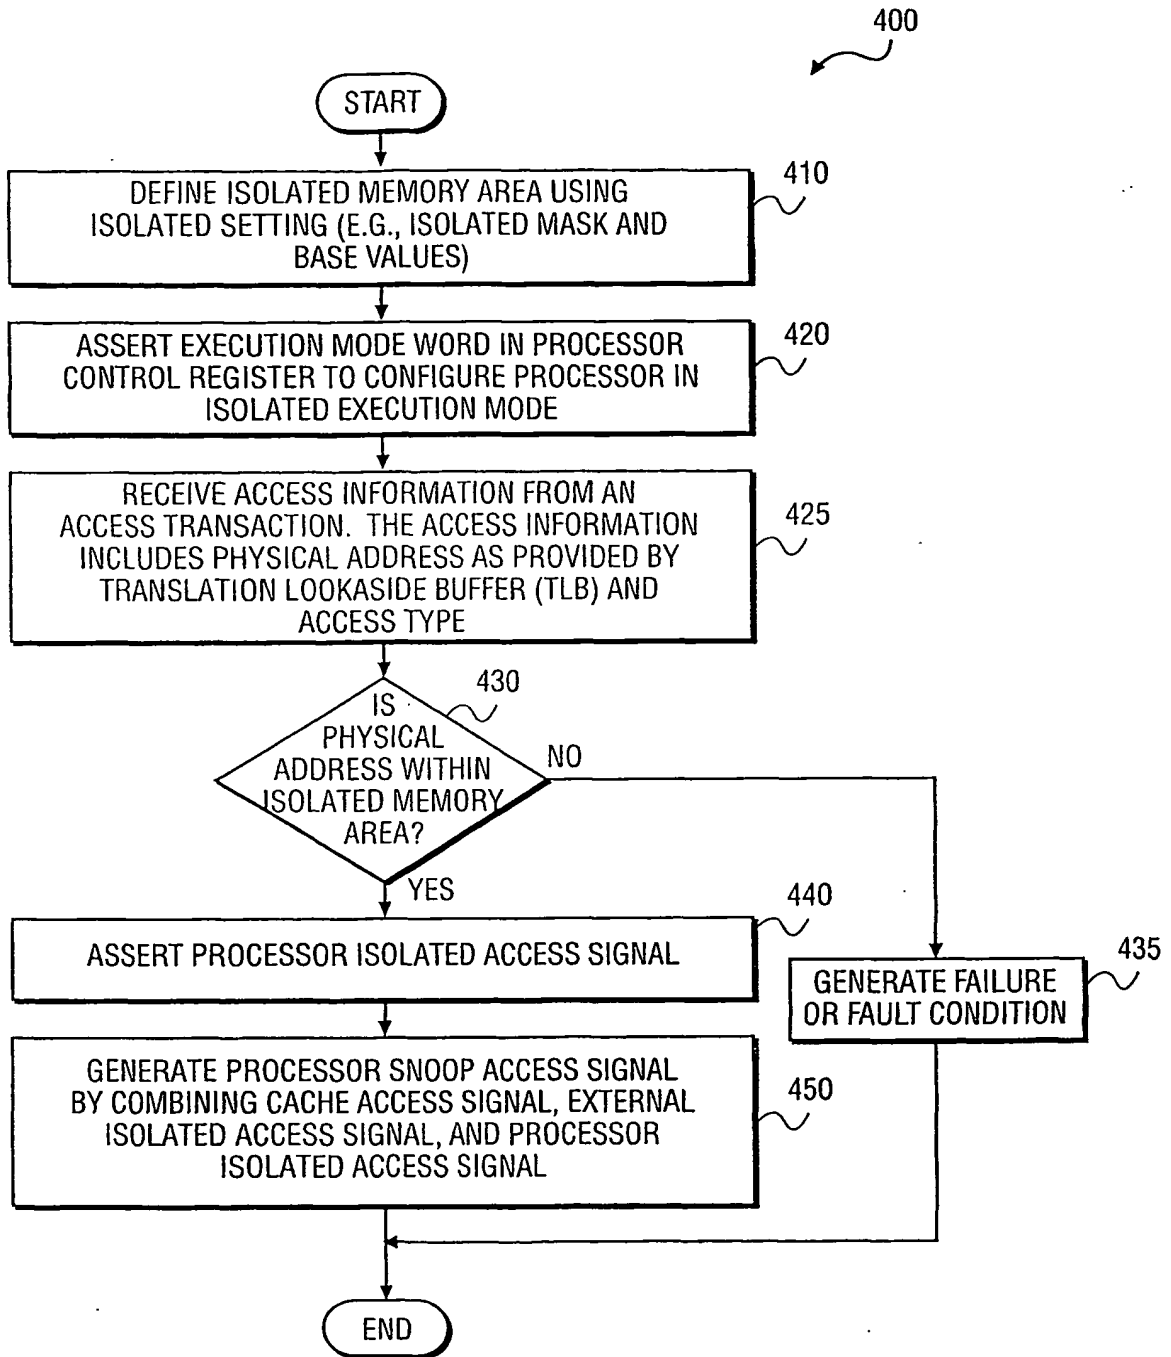 400
START
DEFINE ISOLATED MEMORY AREA USING
ISOLATED SETTING (E.G., ISOLATED MASK AND
BASE VALUES)
410
ASSERT EXECUTION MODE WORD IN PROCESSOR
CONTROL REGISTER TO CONFIGURE PROCESSOR IN
ISOLATED EXECUTION MODE
420
RECEIVE ACCESS INFORMATION FROM AN
ACCESS TRANSACTION. THE ACCESS INFORMATION
INCLUDES PHYSICAL ADDRESS AS PROVIDED BY
TRANSLATION LOOKASIDE BUFFER (TLB) AND
ACCESS TYPE
425
IS
PHYSICAL
ADDRESS WITHIN
ISOLATED MEMORY
AREA?
430
NO
YES
ASSERT PROCESSOR ISOLATED ACCESS SIGNAL
440
GENERATE FAILURE
OR FAULT CONDITION
435
GENERATE PROCESSOR SNOOP ACCESS SIGNAL
BY COMBINING CACHE ACCESS SIGNAL, EXTERNAL
ISOLATED ACCESS SIGNAL, AND PROCESSOR
ISOLATED ACCESS SIGNAL
450
END